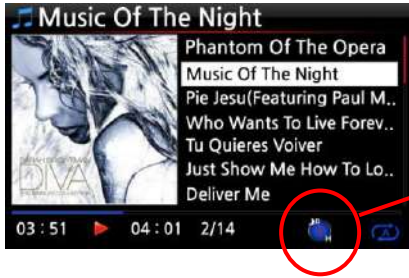 Music Of The Night
Phantom Of The Opera
Music Of The Night
Pie Jesu(Featuring Paul M..
Who Wants To Live Forev..
Tu Quieres Voiver
Just Show Me How To Lo..
Deliver Me
DIVA
03:51 04:01 2/14